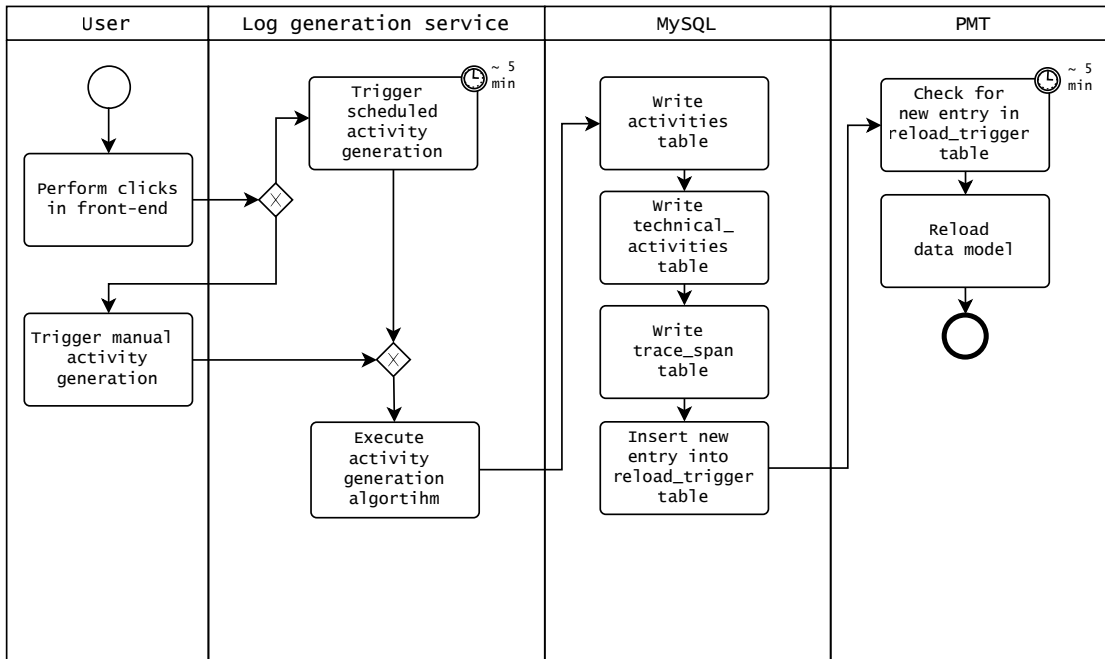 User
Log generation service
MySQL
PMT
Perform clicks
in front-end
Trigger manual
activity
generation
Trigger
scheduled
activity
generation
~ 5
min
X
X
Execute
activity
generation
algortihm
Write
activities
table
Write
technical_
activities
table
Write
trace_span
table
Insert new
entry into
reload_trigger
table
Check for
new entry in
reload_trigger
table
~ 5
min
Reload
data model